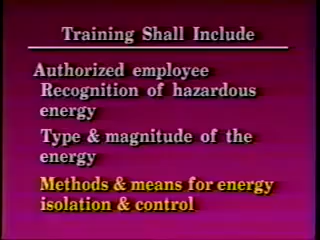 Training Shall Include
Authorized employee
Recognition of hazardous
energy
Type & magnitude of the
energy
Methods & means for energy
isolation & control